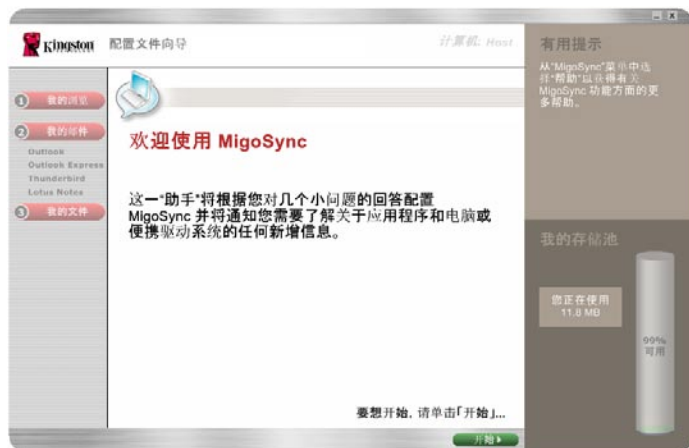 Kingston
配置文件向导
计算机: Host
1 我的浏览
2 我的邮件
Outlook
Outlook Express
Thunderbird
Lotus Notes
3 我的文件
欢迎使用 MigoSync
这一“助手”将根据您对几个小问题的回答配置
MigoSync 并将通知您需要了解关于应用程序和电脑或
便携驱动系统的任何新增信息。
要想开始, 请单击「开始」...
开始
有用提示
从“MigoSync”菜单中选
择“帮助”以获得有关
MigoSync 功能方面的更
多帮助。
我的存储池
您正在使用
11.8 MB
99%
可用